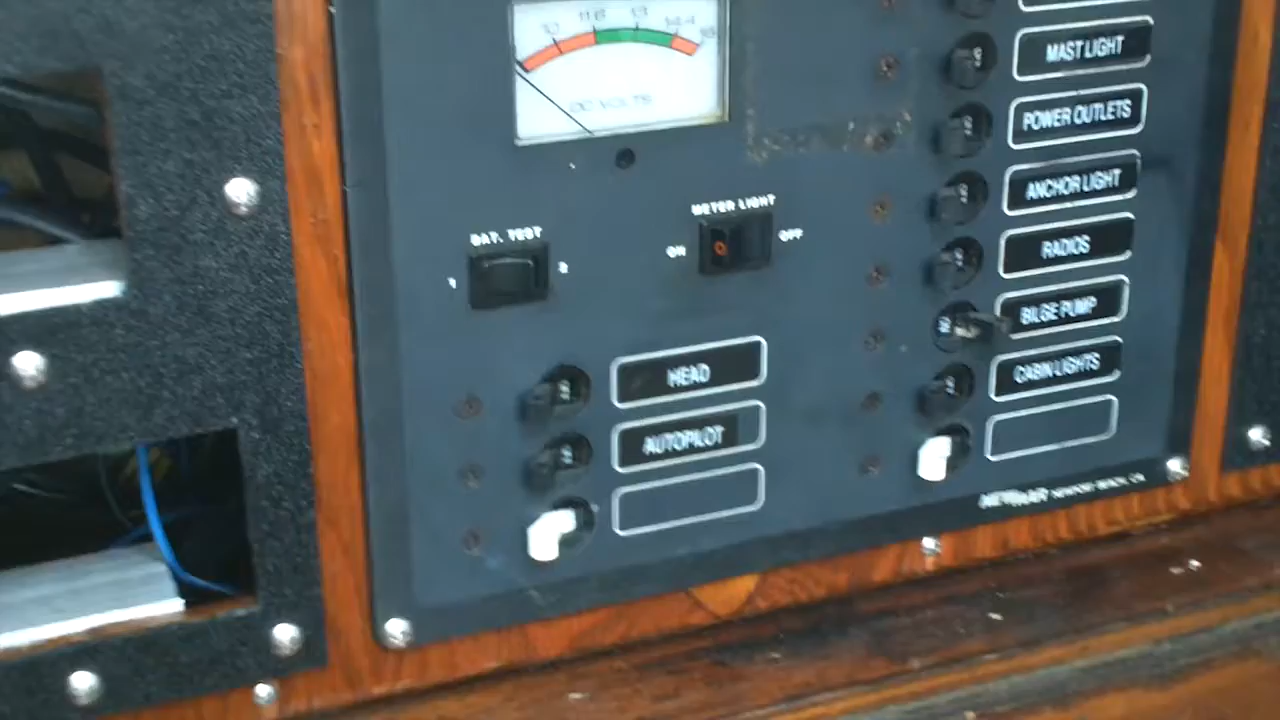 DC VOLTS
MAST LIGHT
POWER OUTLETS
ANCHOR LIGHT
METER LIGHT
ON
OFF
BAT. TEST
1
2
RADIOS
BILGE PUMP
CABIN LIGHTS
HEAD
AUTOPILOT